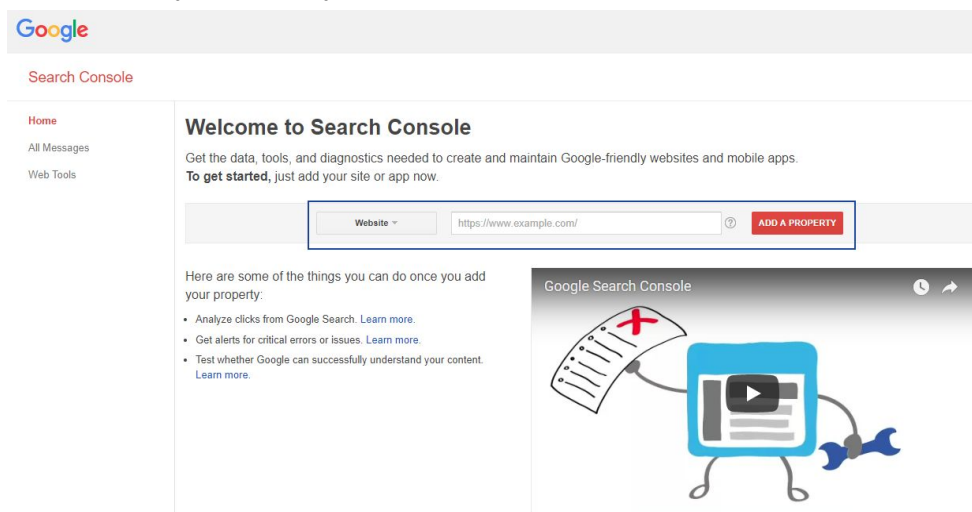 Google
Search Console
Home
All Messages
Web Tools
Welcome to Search Console
Get the data, tools, and diagnostics needed to create and maintain Google-friendly websites and mobile apps.
To get started, just add your site or app now.
Website
https://www.example.com/
?
ADD A PROPERTY
Here are some of the things you can do once you add
your property:
• Analyze clicks from Google Search. Learn more.
• Get alerts for critical errors or issues. Learn more.
• Test whether Google can successfully understand your content.
Learn more.
Google Search Console